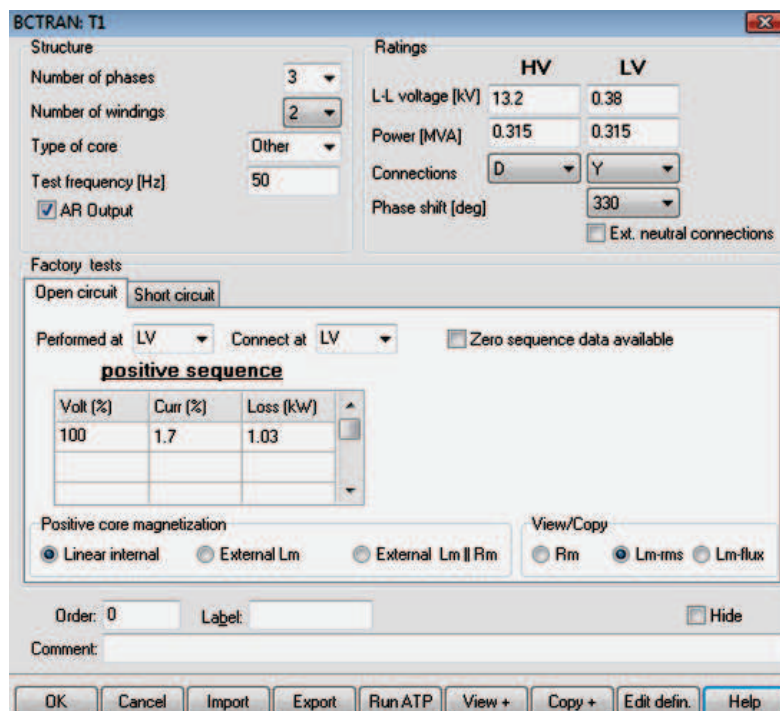 BCTRAN: T1
Structure
Number of phases 3
Number of windings 2
Type of core Other
Test frequency [Hz] 50
AR Output
Ratings
HV LV
L-L voltage [kV] 13.2 0.38
Power [MVA] 0.315 0.315
Connections D Y
Phase shift [deg] 330
Ext. neutral connections
Factory tests
Open circuit Short circuit
Performed at LV Connect at LV Zero sequence data available
positive sequence
Volt (%) Curr (%) Loss (kW)
100 1.7 1.03
Positive core magnetization
Linear internal External Lm External Lm || Rm
View/Copy
Rm Lm-rms Lm-flux
Order: 0 Label: Hide
Comment:
OK Cancel Import Export Run ATP View + Copy + Edit defin. Help